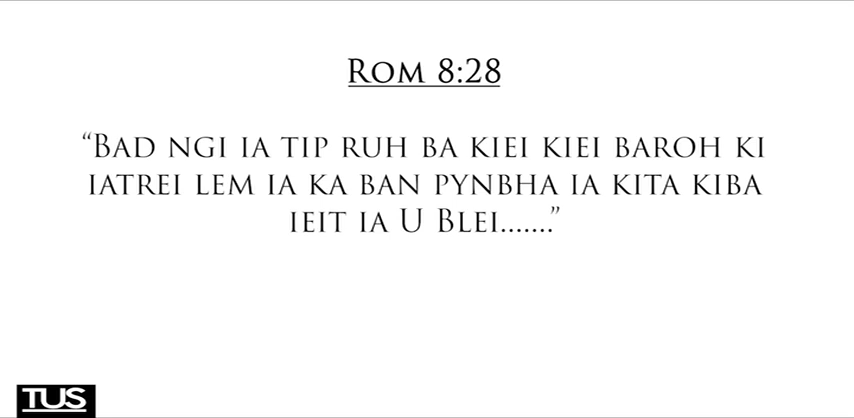 Rom 8:28
“Bad ngi ia tip ruh ba kiei kiei baroh ki
iatrei lem ia ka ban pynbha ia kita kiba
ieit ia U Blei.......”
TUS